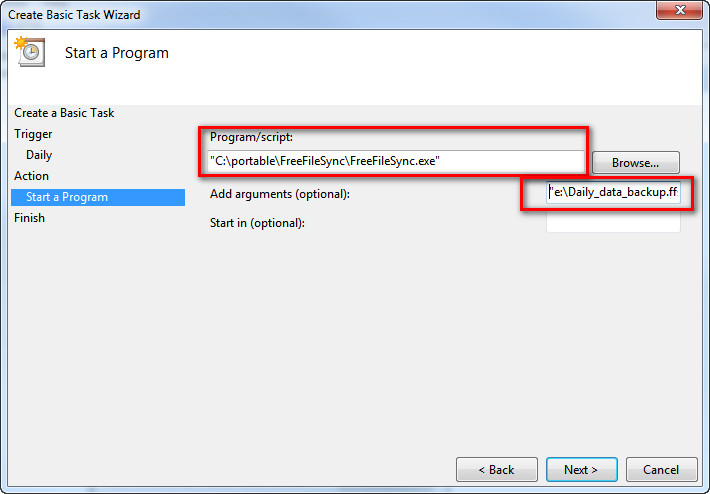 Create Basic Task Wizard
Start a Program
Create a Basic Task
Trigger
Daily
Action
Start a Program
Finish
Program/script:
"C:\portable\FreeFileSync\FreeFileSync.exe"
Browse...
Add arguments (optional):
"e:\Daily_data_backup.ff
Start in (optional):
< Back
Next >
Cancel